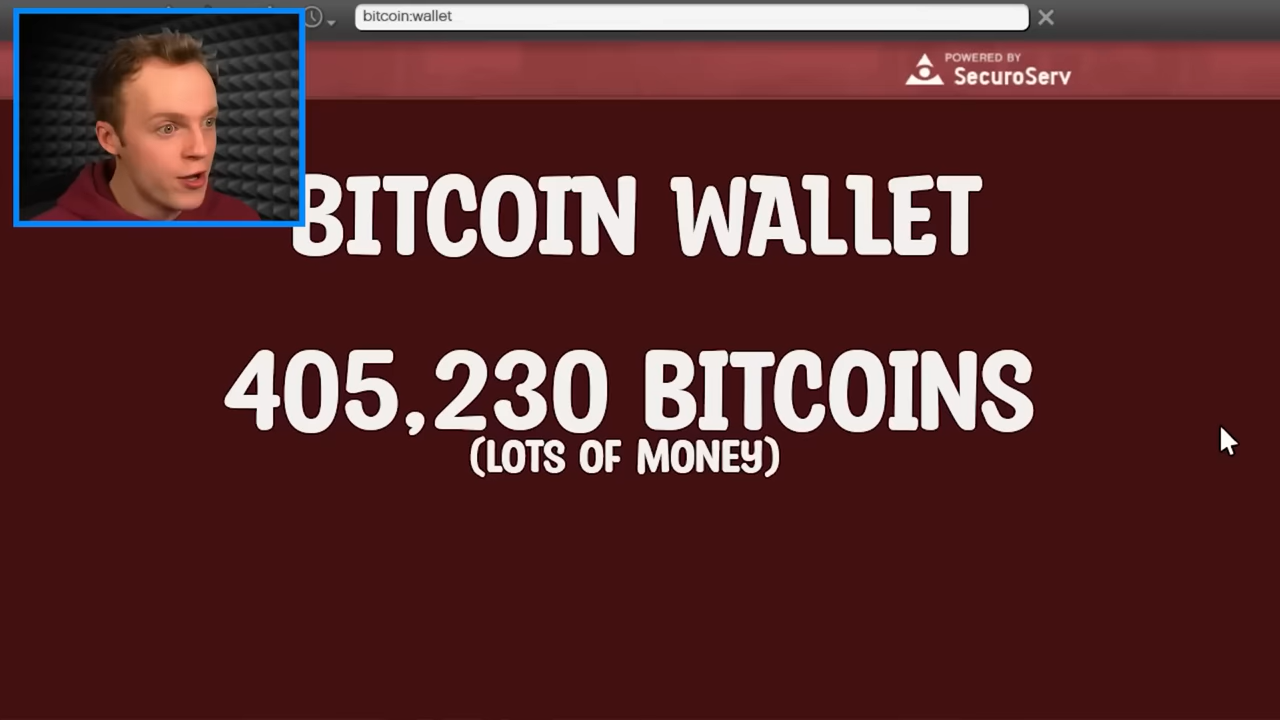 bitcoin:wallet
POWERED BY
SecuroServ
BITCOIN WALLET
405,230 BITCOINS
(LOTS OF MONEY)